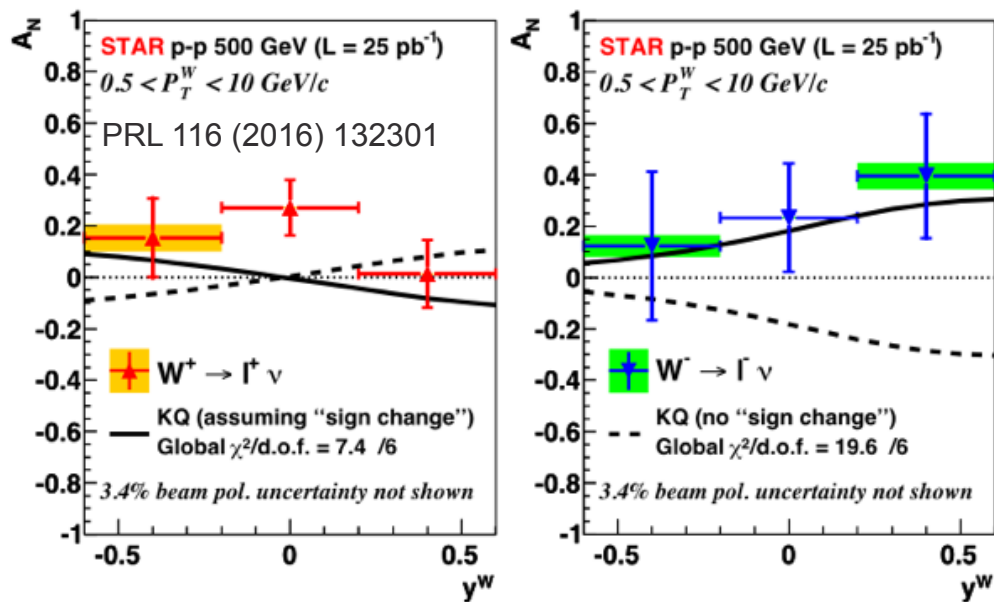 A_N
1
0.8
0.6
0.4
0.2
0
-0.2
-0.4
-0.6
-0.8
-1
STAR p-p 500 GeV (L = 25 pb⁻¹)
0.5 < P_T^W < 10 GeV/c
PRL 116 (2016) 132301
W⁺ → l⁺ ν
KQ (assuming “sign change”)
Global χ²/d.o.f. = 7.4 /6
3.4% beam pol. uncertainty not shown
-0.5
0
0.5
y^W
A_N
1
0.8
0.6
0.4
0.2
0
-0.2
-0.4
-0.6
-0.8
-1
STAR p-p 500 GeV (L = 25 pb⁻¹)
0.5 < P_T^W < 10 GeV/c
W⁻ → l⁻ ν
KQ (no “sign change”)
Global χ²/d.o.f. = 19.6 /6
3.4% beam pol. uncertainty not shown
-0.5
0
0.5
y^W